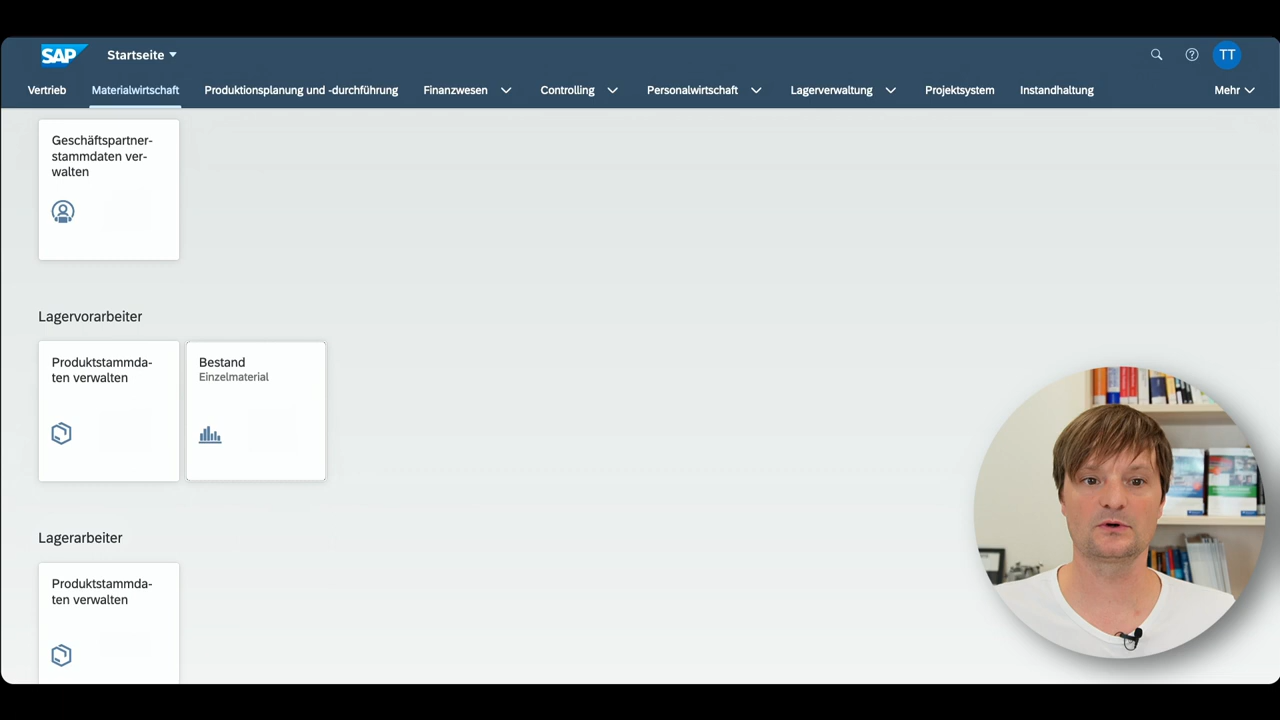 SAP
Startseite
TT
Vertrieb
Materialwirtschaft
Produktionsplanung und -durchführung
Finanzwesen
Controlling
Personalwirtschaft
Lagerverwaltung
Projektsystem
Instandhaltung
Mehr
Geschäftspartner-
stammdaten ver-
walten
Lagervorarbeiter
Produktstammda-
ten verwalten
Bestand
Einzelmaterial
Lagerarbeiter
Produktstammda-
ten verwalten